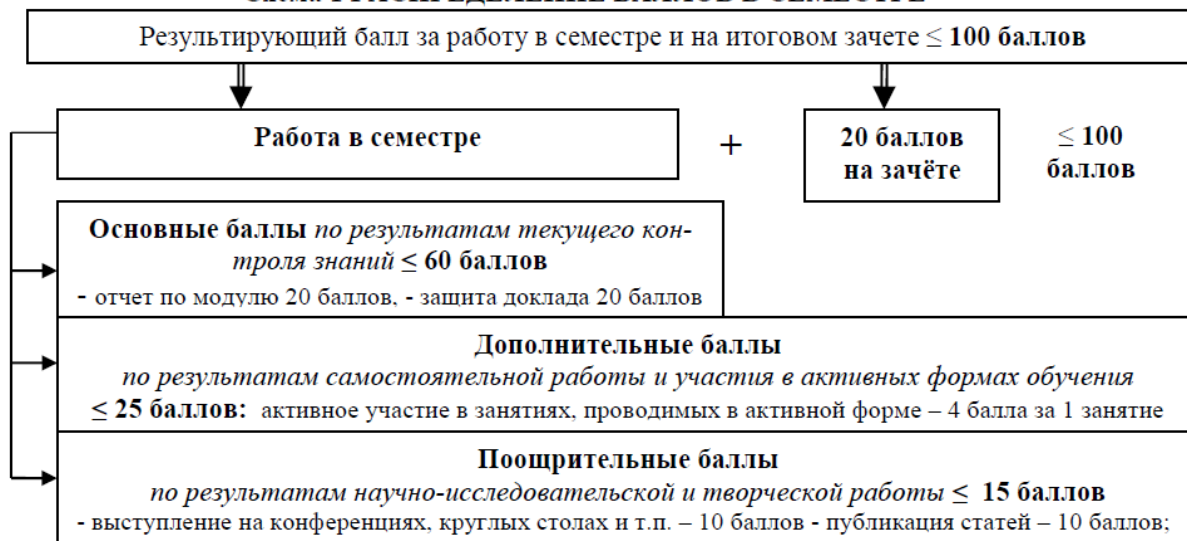 Результирующий балл за работу в семестре и на итоговом зачете ≤ 100 баллов
Работа в семестре
+
20 баллов
на зачёте
≤ 100
баллов
Основные баллы по результатам текущего кон-
троля знаний ≤ 60 баллов
- отчет по модулю 20 баллов, - защита доклада 20 баллов
Дополнительные баллы
по результатам самостоятельной работы и участия в активных формах обучения
≤ 25 баллов: активное участие в занятиях, проводимых в активной форме – 4 балла за 1 занятие
Поощрительные баллы
по результатам научно-исследовательской и творческой работы ≤ 15 баллов
- выступление на конференциях, круглых столах и т.п. – 10 баллов - публикация статей – 10 баллов;